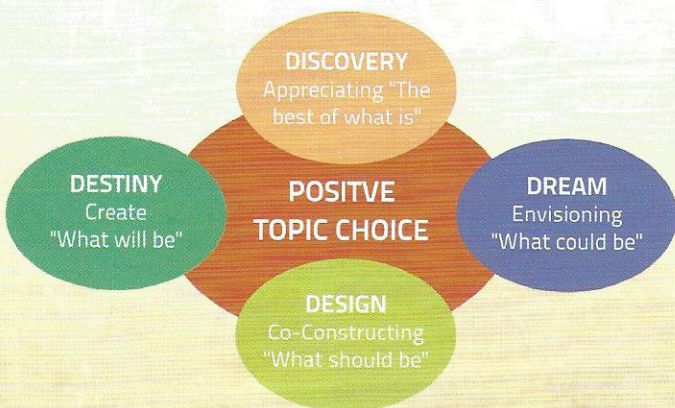 DISCOVERY
Appreciating "The
best of what is"
DESTINY
Create
"What will be"
POSITVE
TOPIC CHOICE
DREAM
Envisioning
"What could be"
DESIGN
Co-Constructing
"What should be"